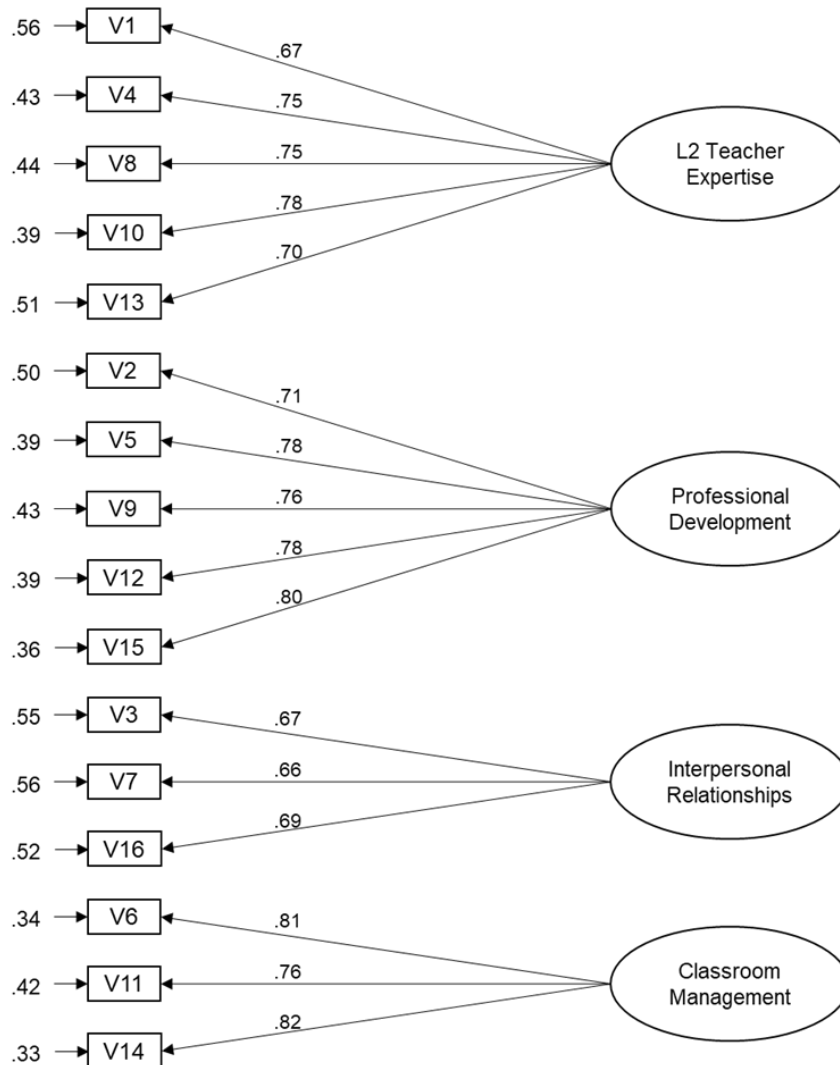 .56 V1
.67
.43 V4
.75
.44 V8
.75
L2 Teacher
Expertise
.39 V10
.78
.51 V13
.70
.50 V2
.71
.39 V5
.78
.43 V9
.76
Professional
Development
.39 V12
.78
.36 V15
.80
.55 V3
.67
.56 V7
.66
Interpersonal
Relationships
.52 V16
.69
.34 V6
.81
.42 V11
.76
Classroom
Management
.33 V14
.82